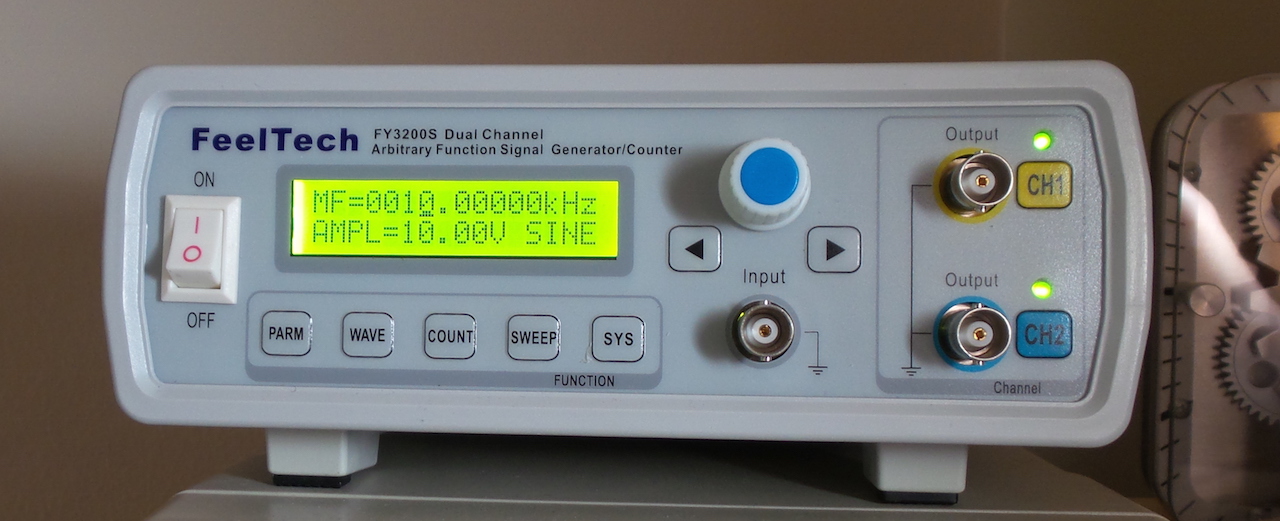 FeelTech
FY3200S Dual Channel
Arbitrary Function Signal Generator/Counter
ON
I
O
OFF
MF=0010.00000kHz
AMPL=10.00V SINE
PARM
WAVE
COUNT
SWEEP
SYS
FUNCTION
Input
Output
CH1
Output
CH2
Channel